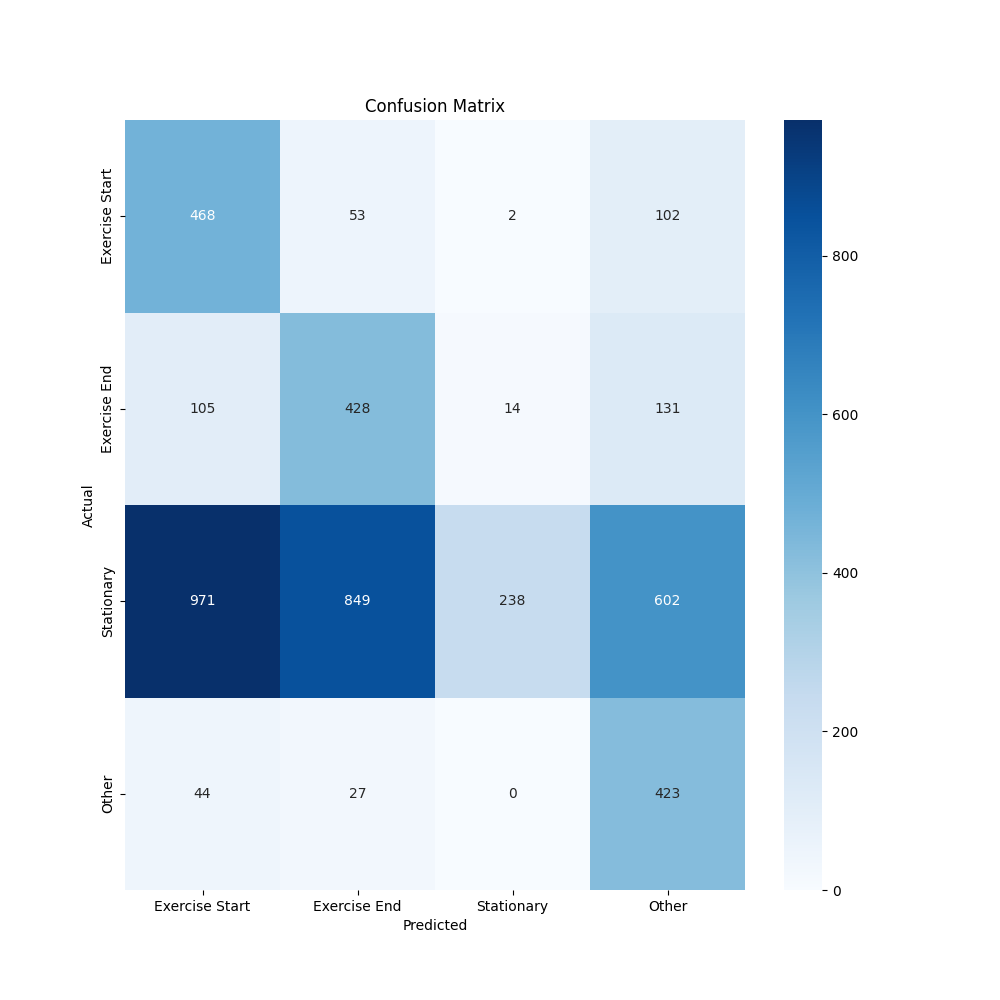 Confusion Matrix
Exercise Start
468 53 2 102
800
Exercise End
105 428 14 131
600
Actual
Stationary
971 849 238 602
400
200
Other
44 27 0 423
0
Exercise Start Exercise End Stationary Other
Predicted